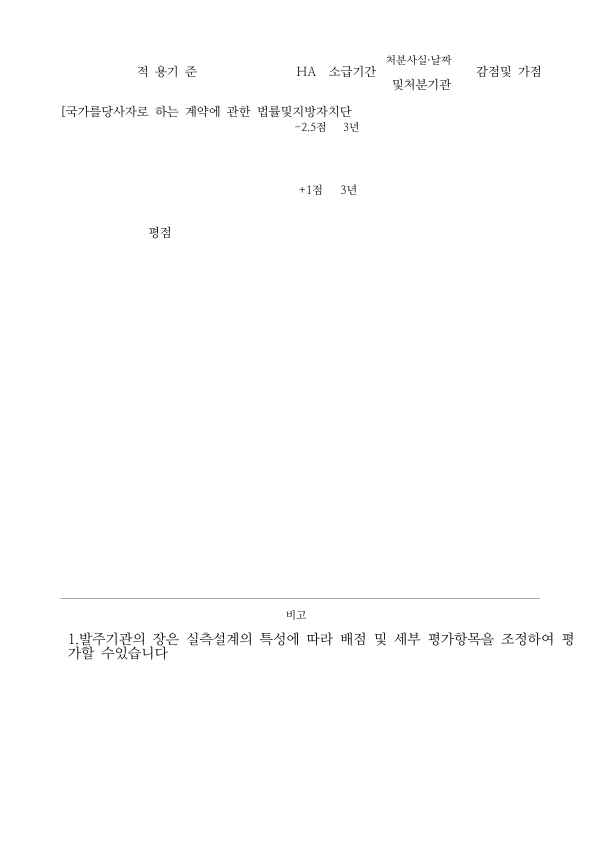 처분사실·날짜
적 용기 준 HA 소급기간 감점및 가점
및처분기관
[국가를당사자로 하는 계약에 관한 법률및지방자치단
-2.5점 3년
+1점 3년
평점
비고
1.발주기관의 장은 실측설계의 특성에 따라 배점 및 세부 평가항목을 조정하여 평
가할 수있습니다